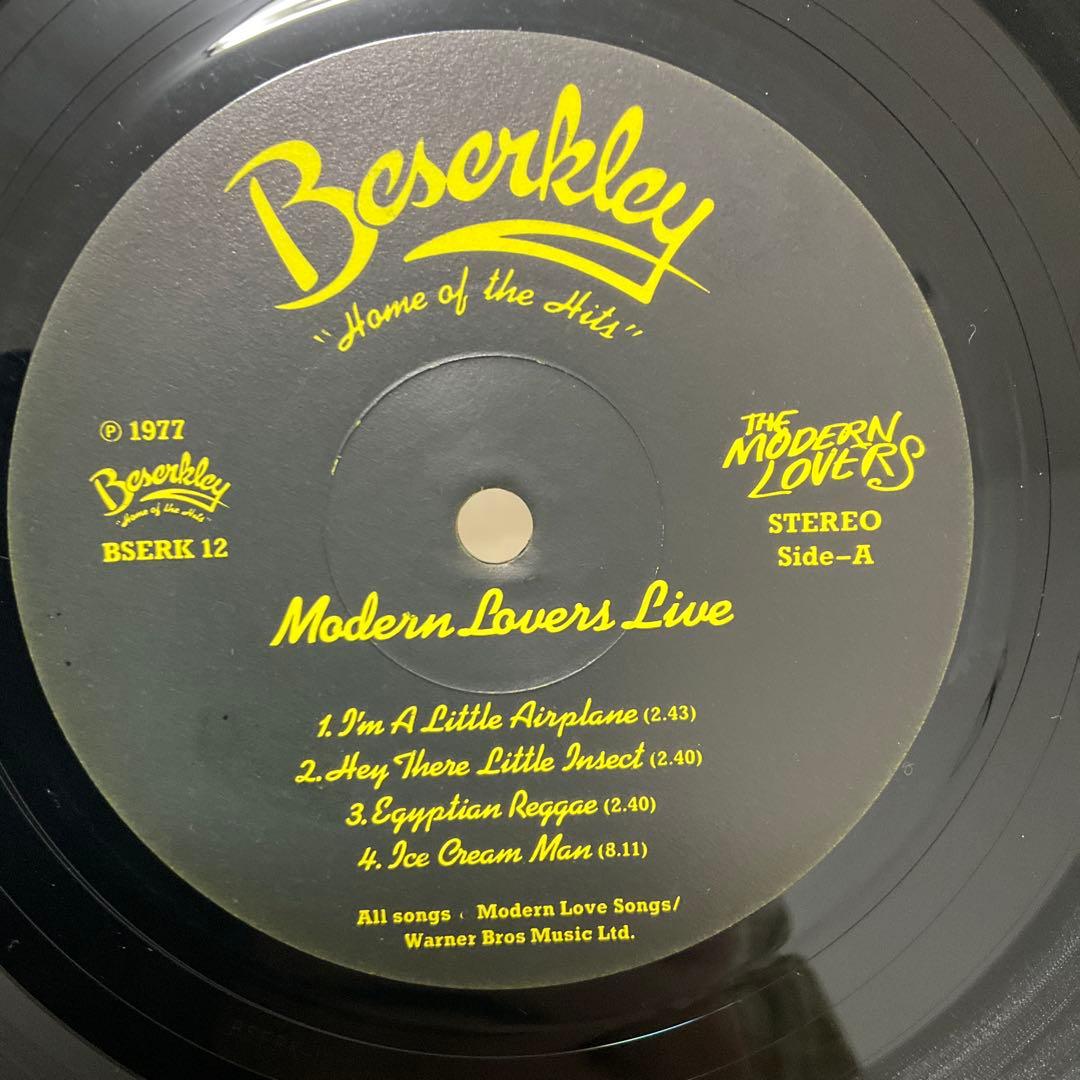 Beserkley
"Home of the Hits"
℗ 1977
Beserkley
"Home of the Hits"
BSERK 12
THE
MODERN
LOVERS
STEREO
Side-A
Modern Lovers Live
1. I'm A Little Airplane (2.43)
2. Hey There Little Insect (2.40)
3. Egyptian Reggae (2.40)
4. Ice Cream Man (8.11)
All songs Modern Love Songs/
Warner Bros Music Ltd.